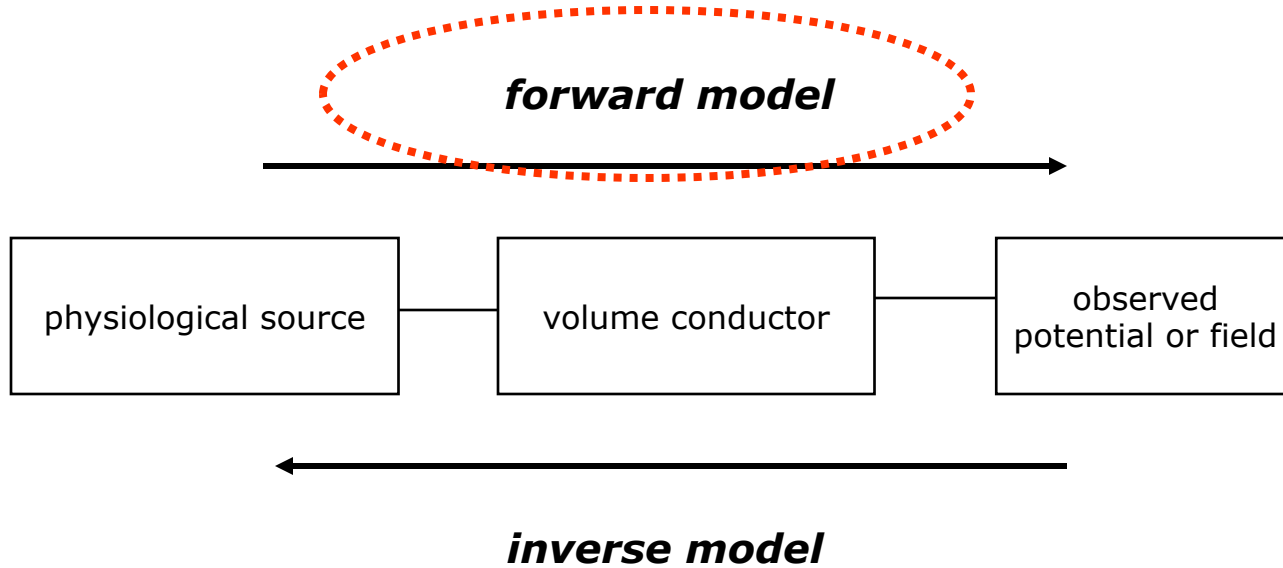 forward model
physiological source
volume conductor
observed
potential or field
inverse model